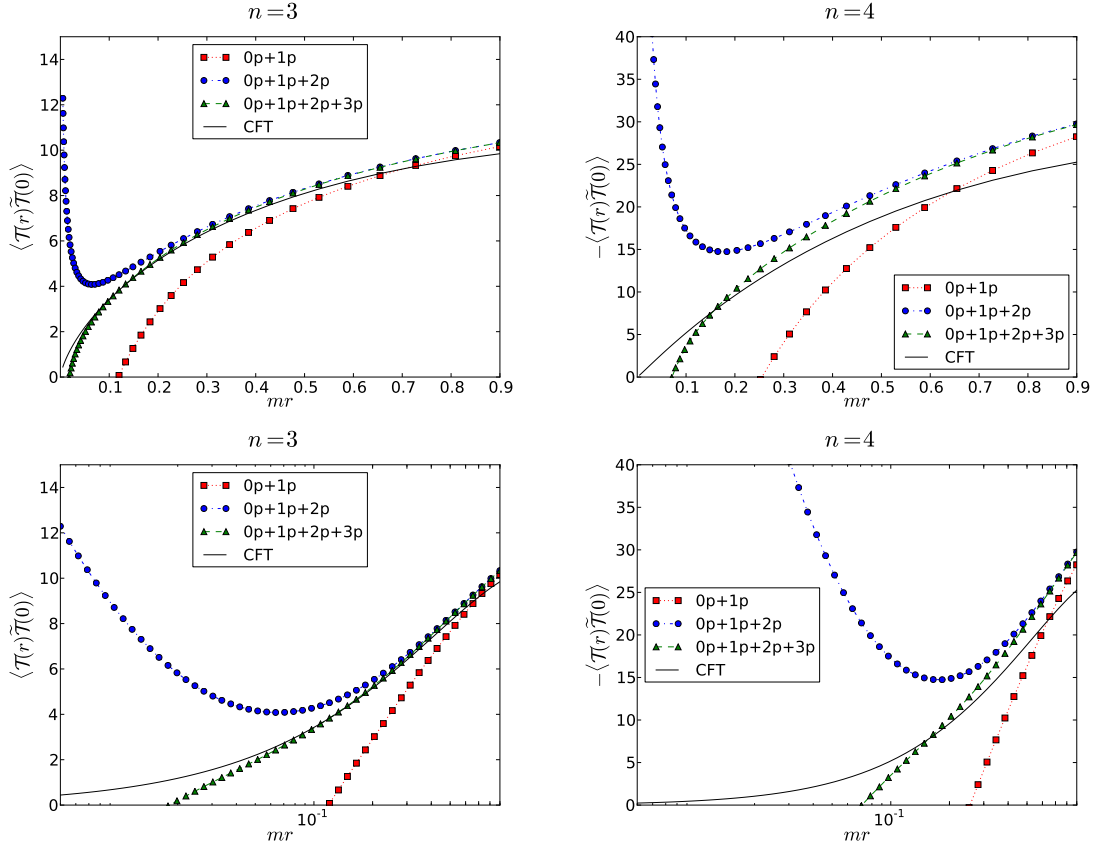 n = 3
⟨𝒯(r)𝒯̃(0)⟩
14
12
10
8
6
4
2
0
0p+1p
0p+1p+2p
0p+1p+2p+3p
CFT
0.1 0.2 0.3 0.4 0.5 0.6 0.7 0.8 0.9
mr
n = 4
−⟨𝒯(r)𝒯̃(0)⟩
40
35
30
25
20
15
10
5
0
0p+1p
0p+1p+2p
0p+1p+2p+3p
CFT
0.1 0.2 0.3 0.4 0.5 0.6 0.7 0.8 0.9
mr
n = 3
⟨𝒯(r)𝒯̃(0)⟩
14
12
10
8
6
4
2
0
0p+1p
0p+1p+2p
0p+1p+2p+3p
CFT
10⁻¹
mr
n = 4
−⟨𝒯(r)𝒯̃(0)⟩
40
35
30
25
20
15
10
5
0
0p+1p
0p+1p+2p
0p+1p+2p+3p
CFT
10⁻¹
mr